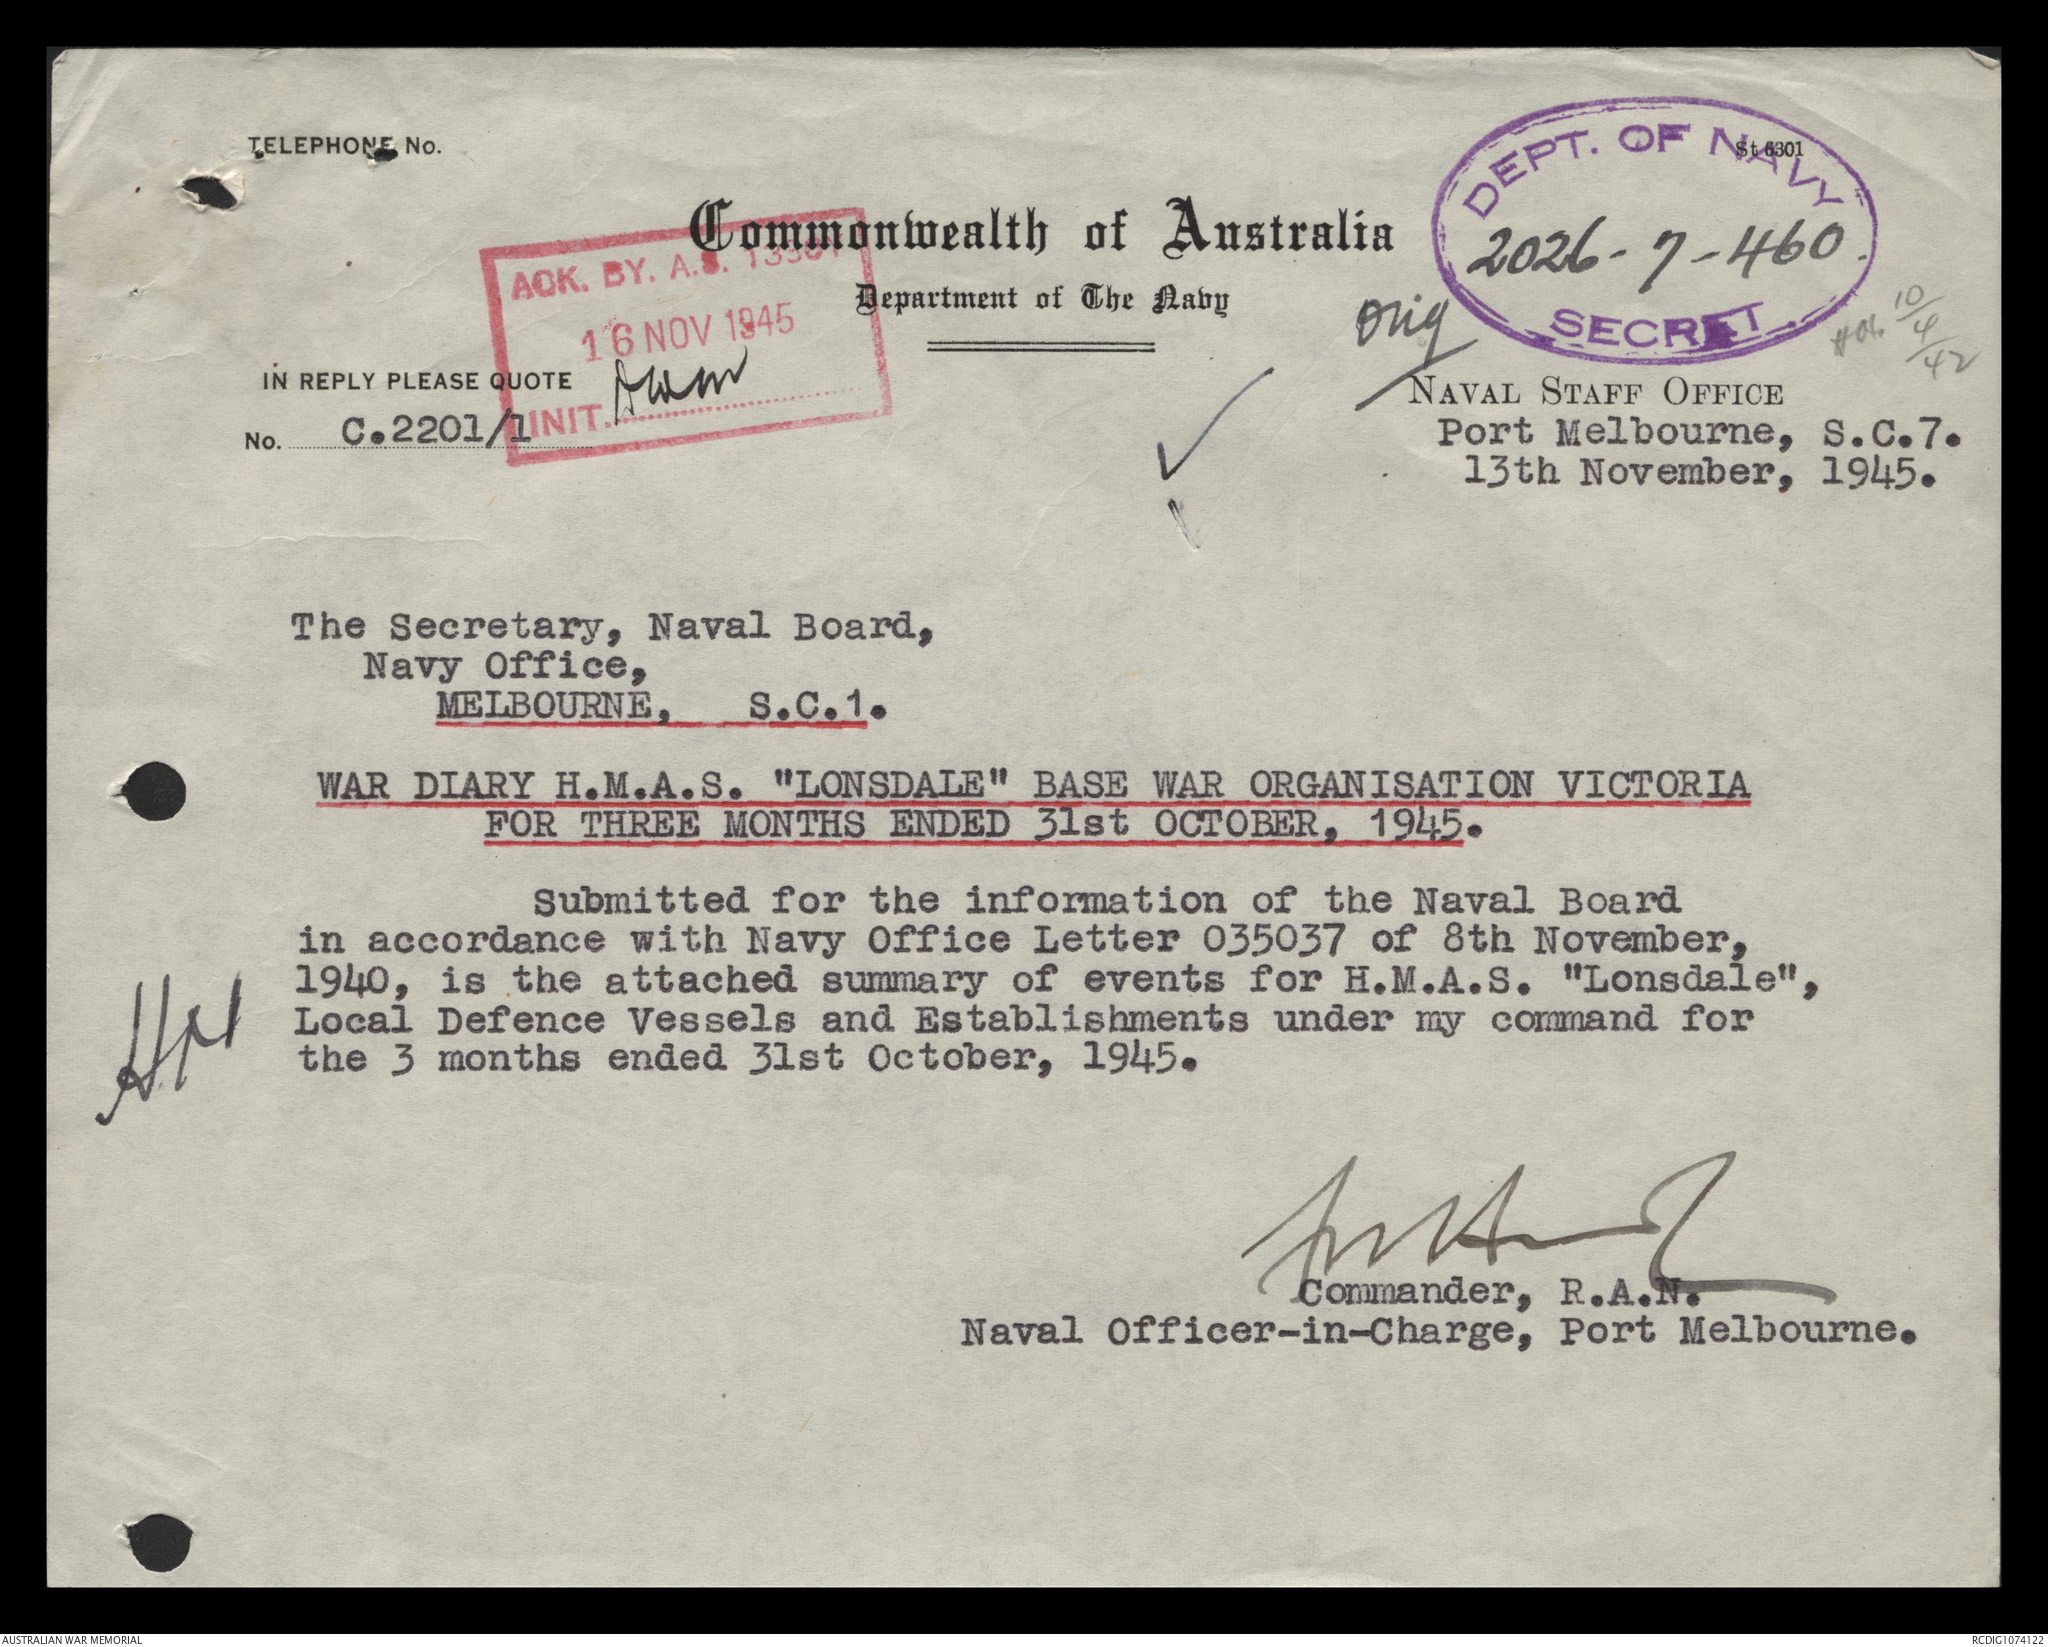 TELEPHONE No.
St 6301
DEPT. OF NAVY
2026-7-460.
SECRET
Commonwealth of Australia
Department of The Navy
ACK. BY. A.S.
16 NOV 1945
INIT.
Orig
10/4/42
IN REPLY PLEASE QUOTE
No. C.2201/1
NAVAL STAFF OFFICE
Port Melbourne, S.C.7.
13th November, 1945.
The Secretary, Naval Board,
Navy Office,
MELBOURNE, S.C.1.
WAR DIARY H.M.A.S. "LONSDALE" BASE WAR ORGANISATION VICTORIA
FOR THREE MONTHS ENDED 31st OCTOBER, 1945.
Submitted for the information of the Naval Board
in accordance with Navy Office Letter 035037 of 8th November,
1940, is the attached summary of events for H.M.A.S. "Lonsdale",
Local Defence Vessels and Establishments under my command for
the 3 months ended 31st October, 1945.
Commander, R.A.N.
Naval Officer-in-Charge, Port Melbourne.
AUSTRALIAN WAR MEMORIAL
RCDIG1074122